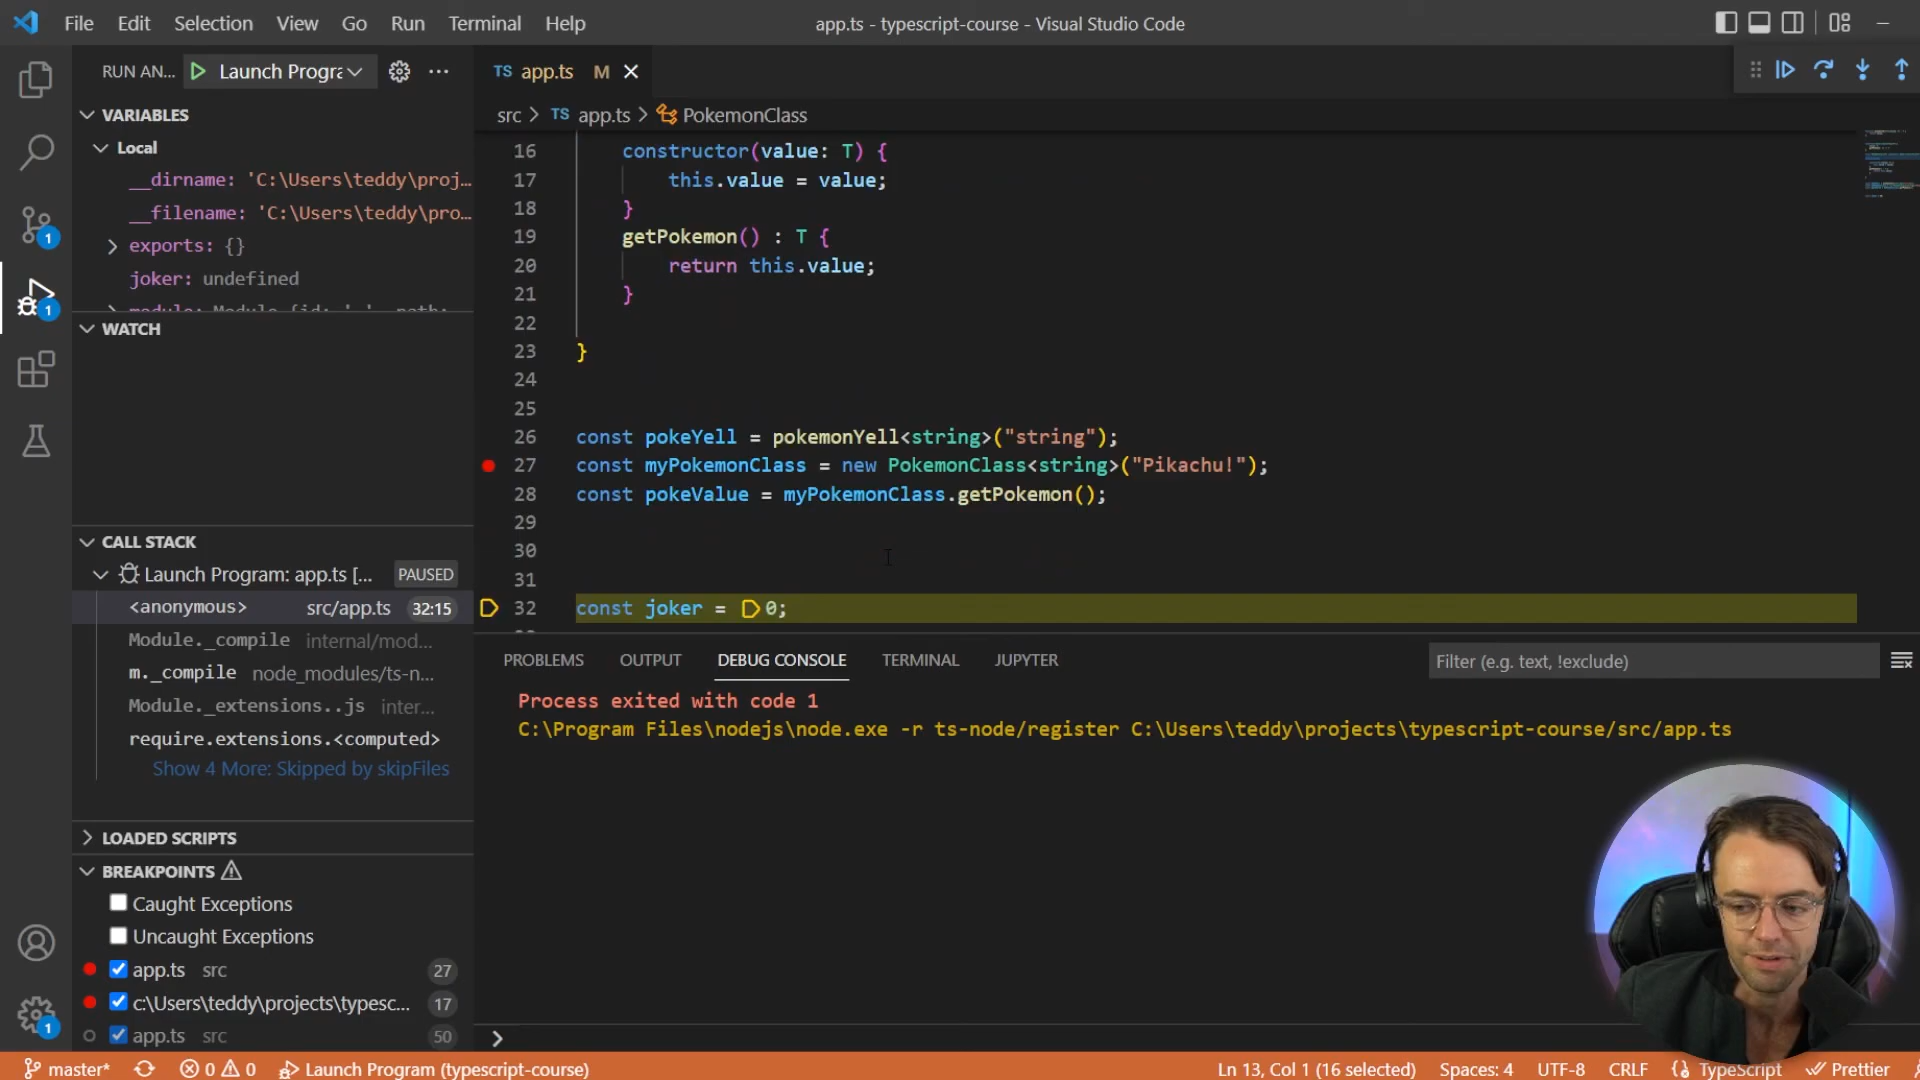 File Edit Selection View Go Run Terminal Help
app.ts - typescript-course - Visual Studio Code
RUN AN... Launch Progra
VARIABLES
Local
__dirname: 'C:\Users\teddy\proj...
__filename: 'C:\Users\teddy\pro...
exports: {}
joker: undefined
module: Module {id: '.', path:
WATCH
CALL STACK
Launch Program: app.ts [... PAUSED
<anonymous> src/app.ts 32:15
Module._compile internal/mod...
m._compile node_modules/ts-n...
Module._extensions..js inter...
require.extensions.<computed>
Show 4 More: Skipped by skipFiles
LOADED SCRIPTS
BREAKPOINTS
Caught Exceptions
Uncaught Exceptions
app.ts src 27
c:\Users\teddy\projects\typesc... 17
app.ts src 50
TS app.ts M
src > TS app.ts > PokemonClass
16 constructor(value: T) {
17 this.value = value;
18 }
19 getPokemon() : T {
20 return this.value;
21 }
22
23 }
24
25
26 const pokeYell = pokemonYell<string>("string");
27 const myPokemonClass = new PokemonClass<string>("Pikachu!");
28 const pokeValue = myPokemonClass.getPokemon();
29
30
31
32 const joker = 0;
PROBLEMS OUTPUT DEBUG CONSOLE TERMINAL JUPYTER
Filter (e.g. text, !exclude)
Process exited with code 1
C:\Program Files\nodejs\node.exe -r ts-node/register C:\Users\teddy\projects\typescript-course/src/app.ts
master* 0 0 Launch Program (typescript-course)
Ln 13, Col 1 (16 selected) Spaces: 4 UTF-8 CRLF TypeScript Prettier